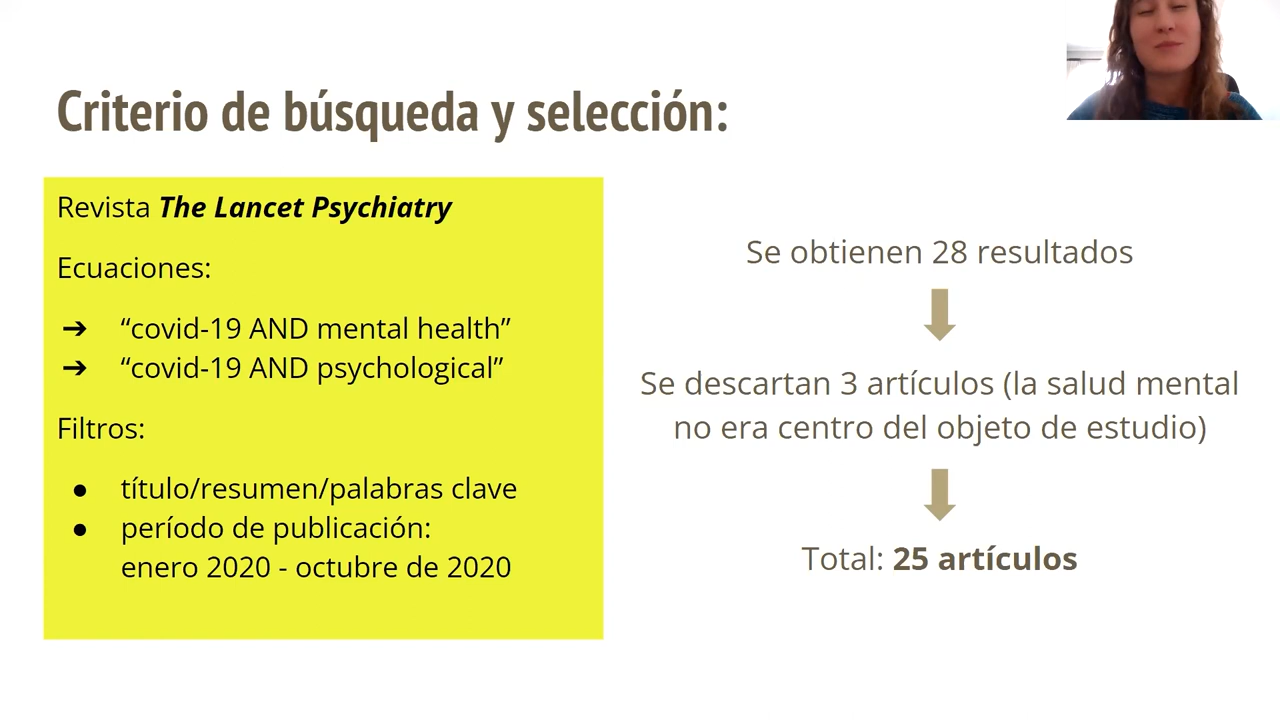 Criterio de búsqueda y selección:
Revista The Lancet Psychiatry
Ecuaciones:
➔ “covid-19 AND mental health”
➔ “covid-19 AND psychological”
Filtros:
● título/resumen/palabras clave
● período de publicación:
enero 2020 - octubre de 2020
Se obtienen 28 resultados
Se descartan 3 artículos (la salud mental
no era centro del objeto de estudio)
Total: 25 artículos